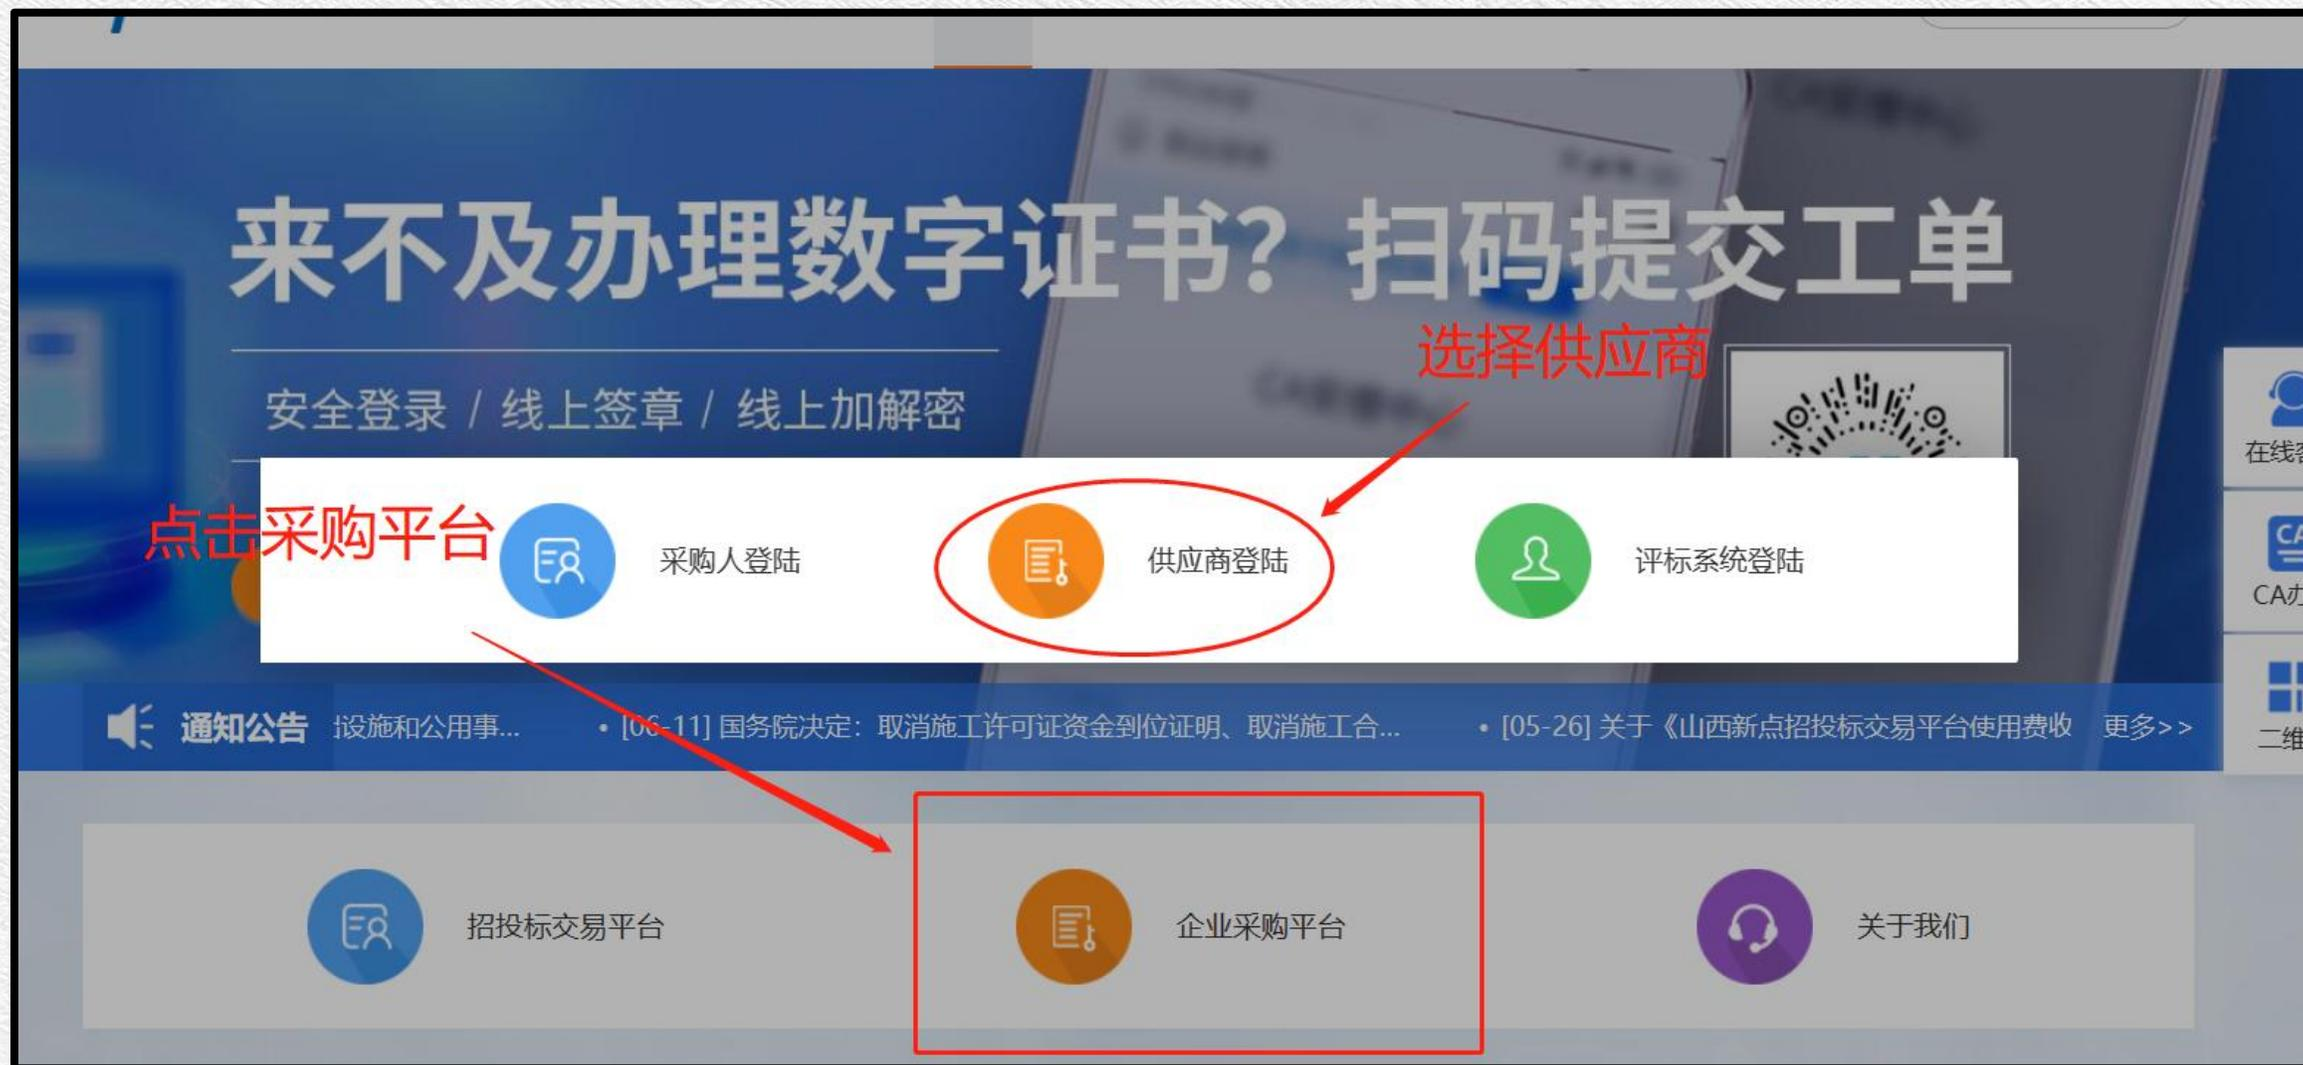 来不及办理数字证书？扫码提交工单
选择供应商
安全登录 / 线上签章 / 线上加解密
点击采购平台
采购人登陆
供应商登陆
评标系统登陆
在线
CA
CA
二维
通知公告
设施和公用事...
• [06-11] 国务院决定：取消施工许可证资金到位证明、取消施工合...
• [05-26] 关于《山西新点招投标交易平台使用费收
更多>>
招投标交易平台
企业采购平台
关于我们